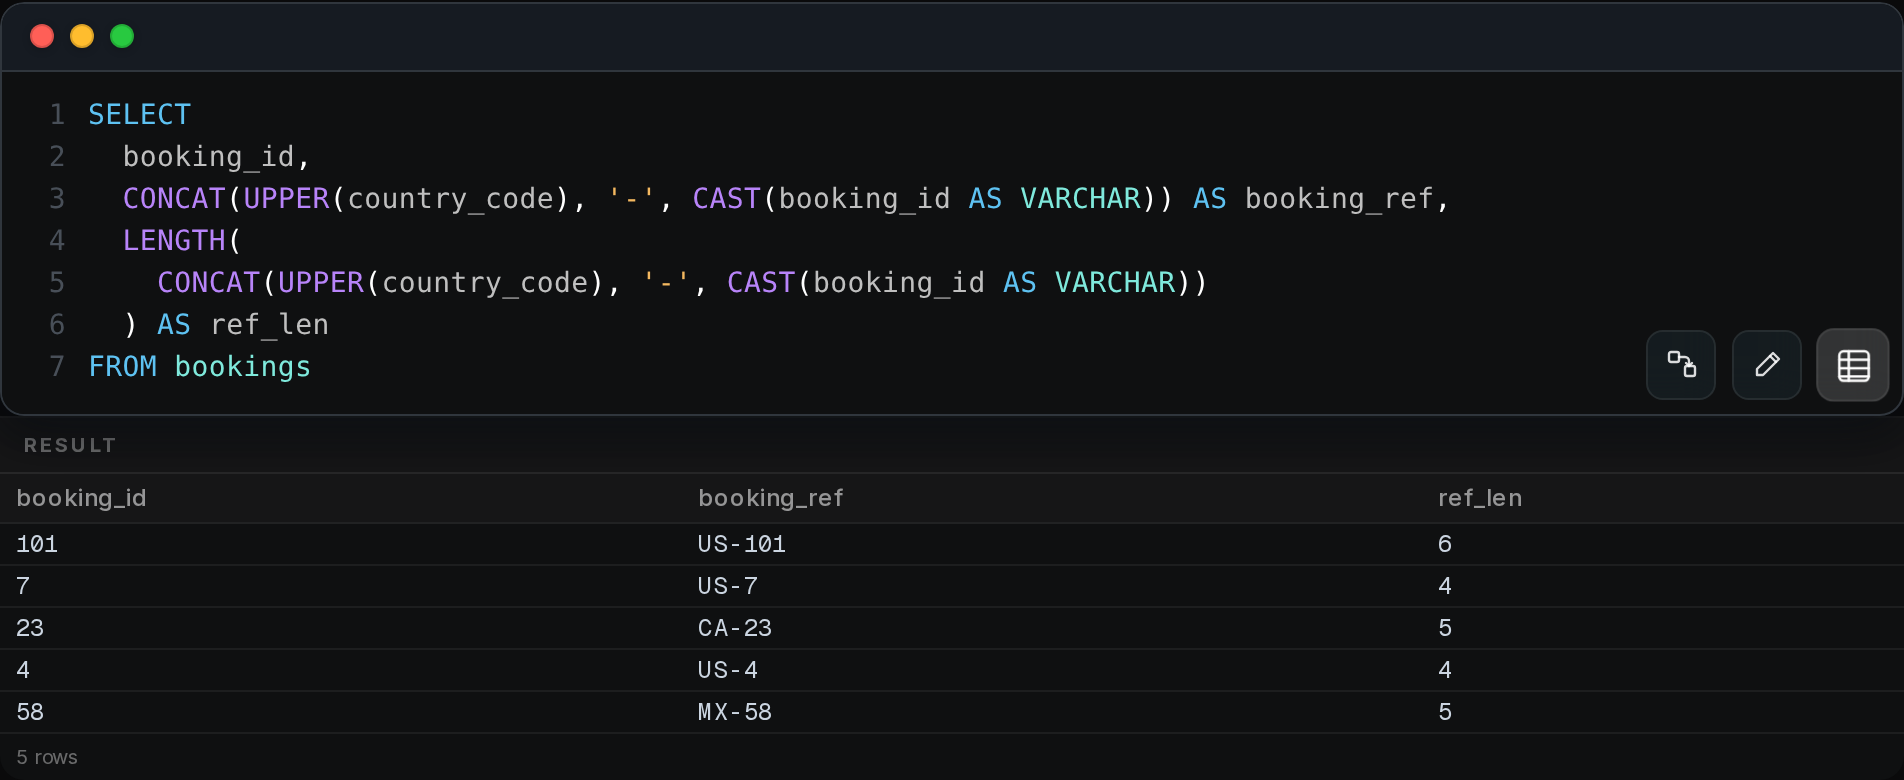 1 SELECT
2   booking_id,
3   CONCAT(UPPER(country_code), '-', CAST(booking_id AS VARCHAR)) AS booking_ref,
4   LENGTH(
5     CONCAT(UPPER(country_code), '-', CAST(booking_id AS VARCHAR))
6   ) AS ref_len
7 FROM bookings
RESULT
booking_id booking_ref ref_len
101 US-101 6
7 US-7 4
23 CA-23 5
4 US-4 4
58 MX-58 5
5 rows